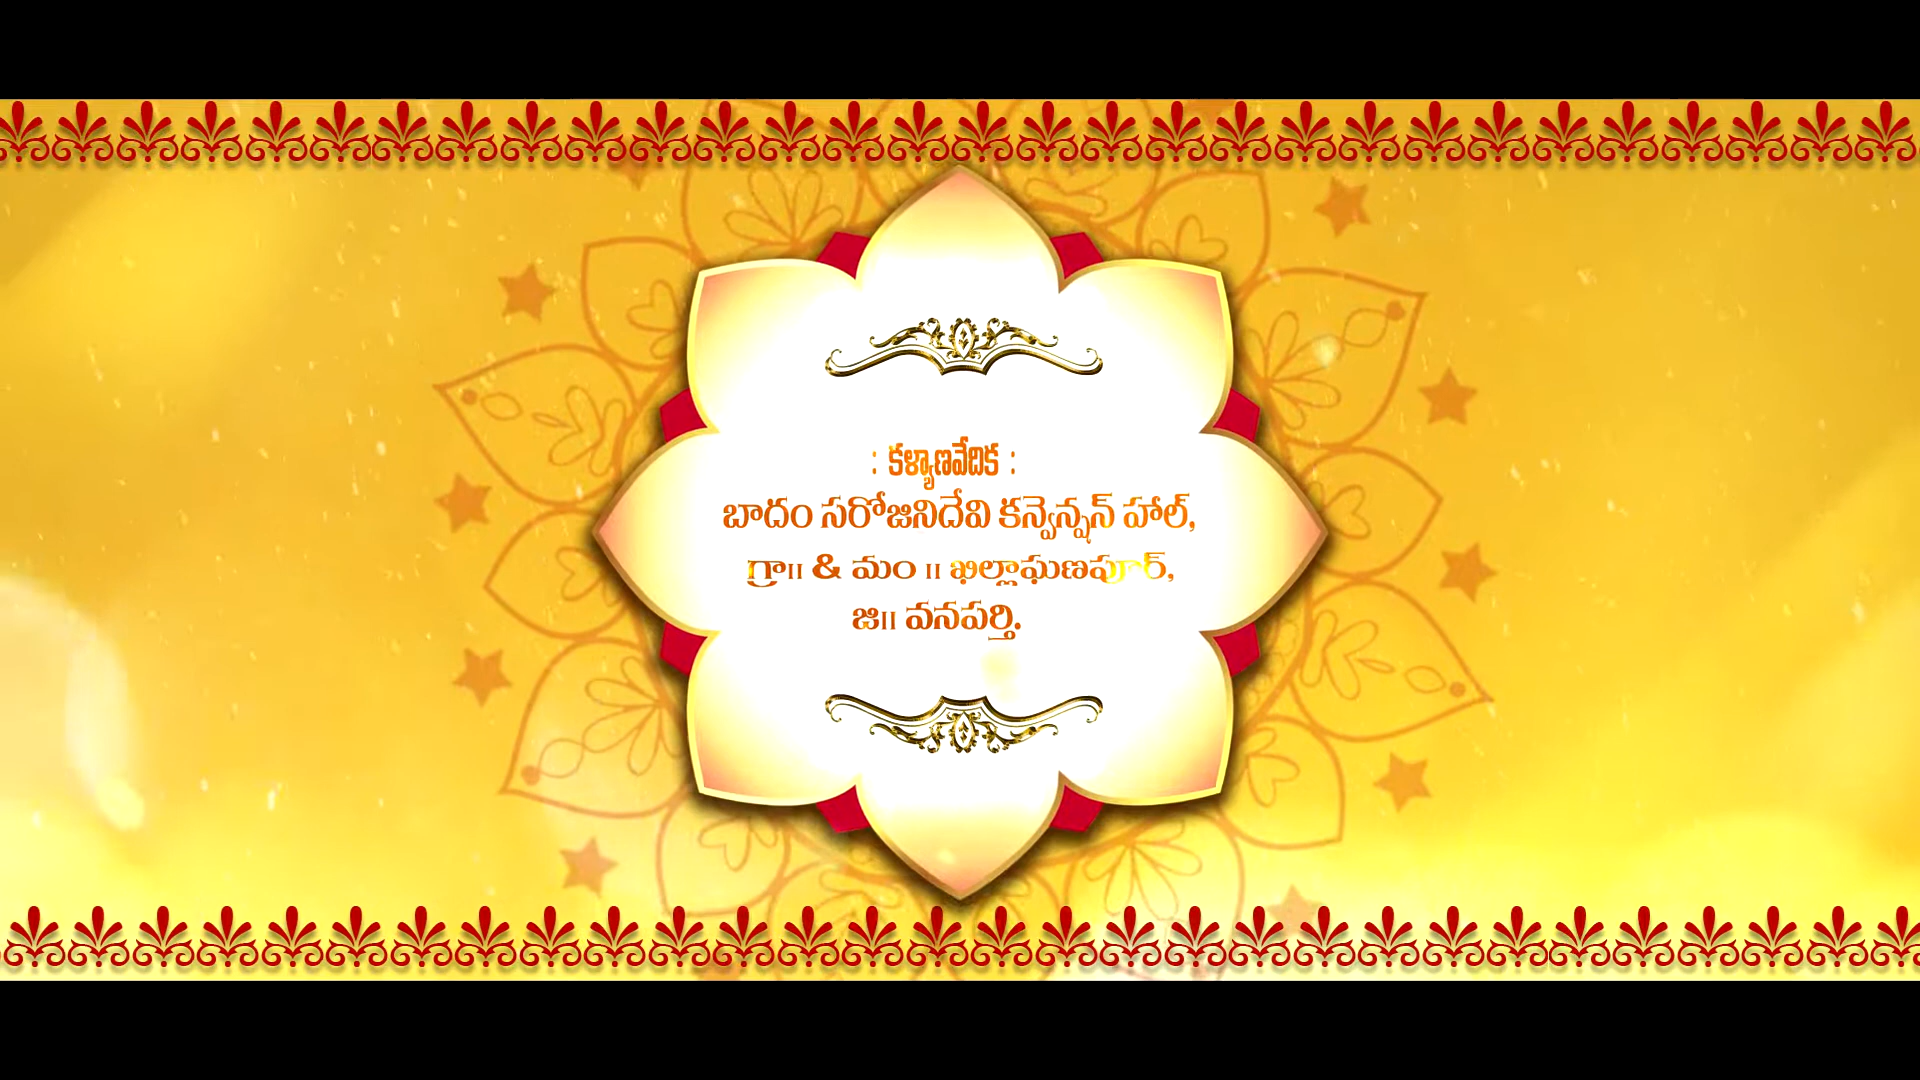 : కళ్యాణవేదిక :
బాదం సరోజినిదేవి కన్వెన్షన్ హాల్,
గ్రా॥ & మం ॥ ఖిల్లాఘణపూర్,
జి॥ వనపర్తి.